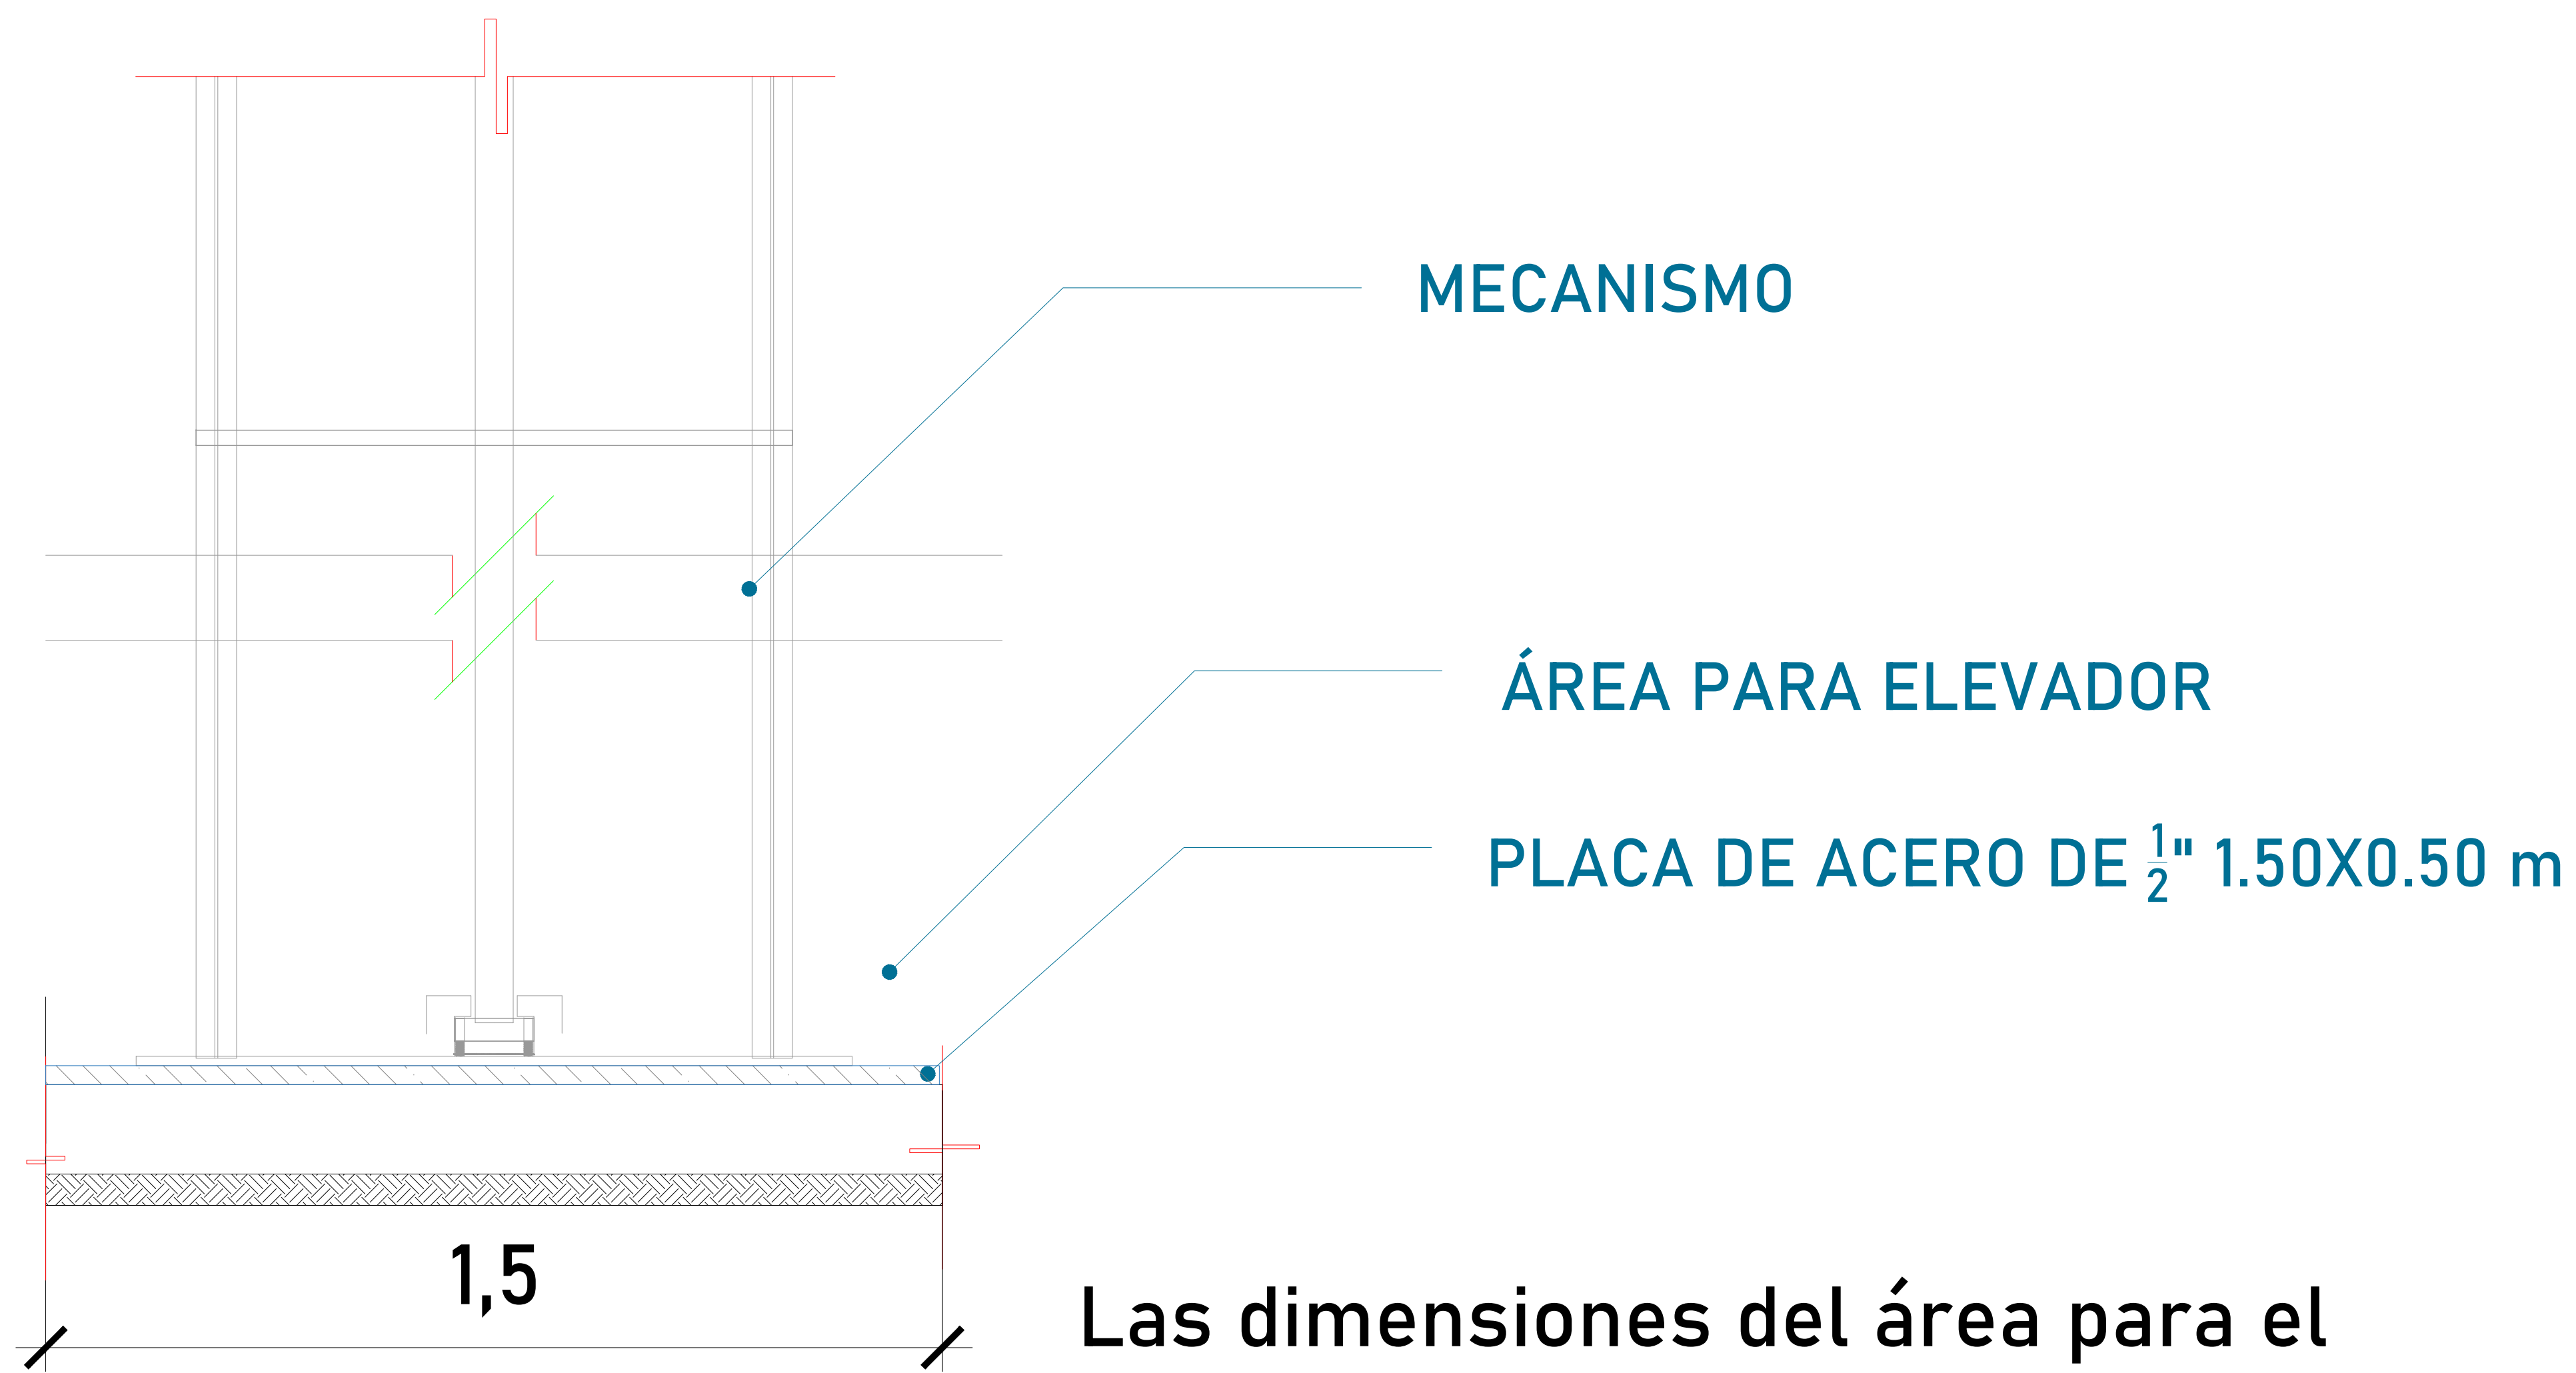 MECANISMO
ÁREA PARA ELEVADOR
PLACA DE ACERO DE 1/2" 1.50X0.50 m
1,5
Las dimensiones del área para el